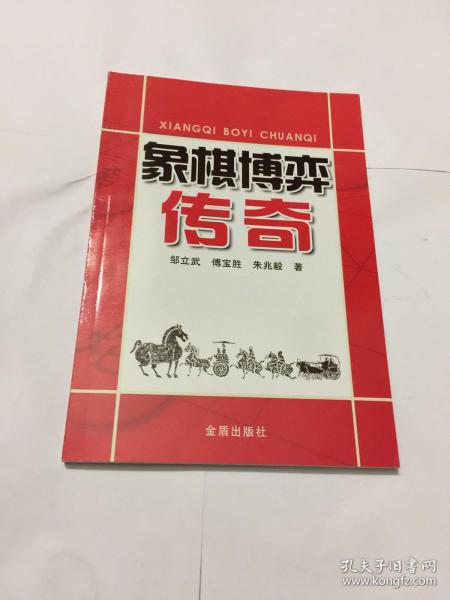 XIANGQI BOYI CHUANQI
象棋博弈
传奇
邹立武 傅宝胜 朱兆毅 著
金盾出版社
孔夫子旧书网
www.kongfz.com